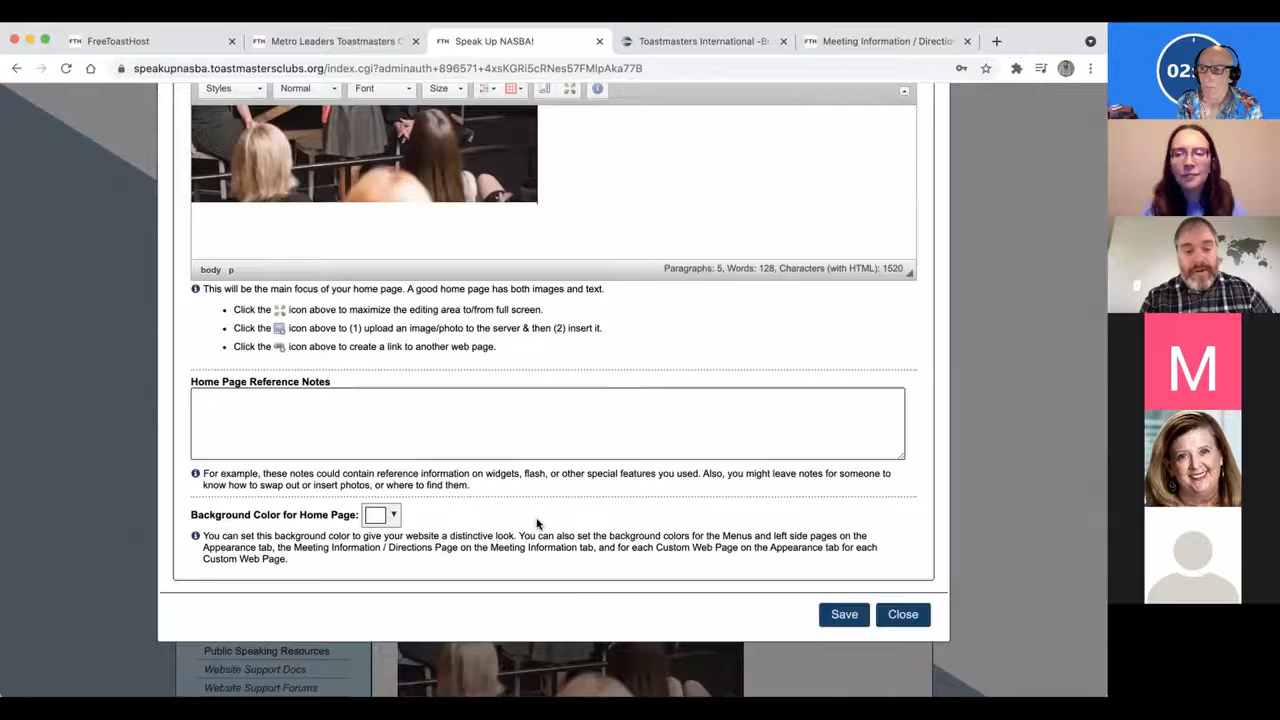 FTH FreeToastHost
FTH Metro Leaders Toastmasters C
FTH Speak Up NASBA!
Toastmasters International -B
FTH Meeting Information / Directio
speakupnasba.toastmastersclubs.org/index.cgi?adminauth+896571+4xsKGRi5cRNes57FMlpAka77B
Styles Normal Font Size
body p
Paragraphs: 5, Words: 128, Characters (with HTML): 1520
This will be the main focus of your home page. A good home page has both images and text.
• Click the icon above to maximize the editing area to/from full screen.
• Click the icon above to (1) upload an image/photo to the server & then (2) insert it.
• Click the icon above to create a link to another web page.
Home Page Reference Notes
For example, these notes could contain reference information on widgets, flash, or other special features you used. Also, you might leave notes for someone to
know how to swap out or insert photos, or where to find them.
Background Color for Home Page:
You can set this background color to give your website a distinctive look. You can also set the background colors for the Menus and left side pages on the
Appearance tab, the Meeting Information / Directions Page on the Meeting Information tab, and for each Custom Web Page on the Appearance tab for each
Custom Web Page.
Save Close
Public Speaking Resources
Website Support Docs
Website Support Forums
02:
M